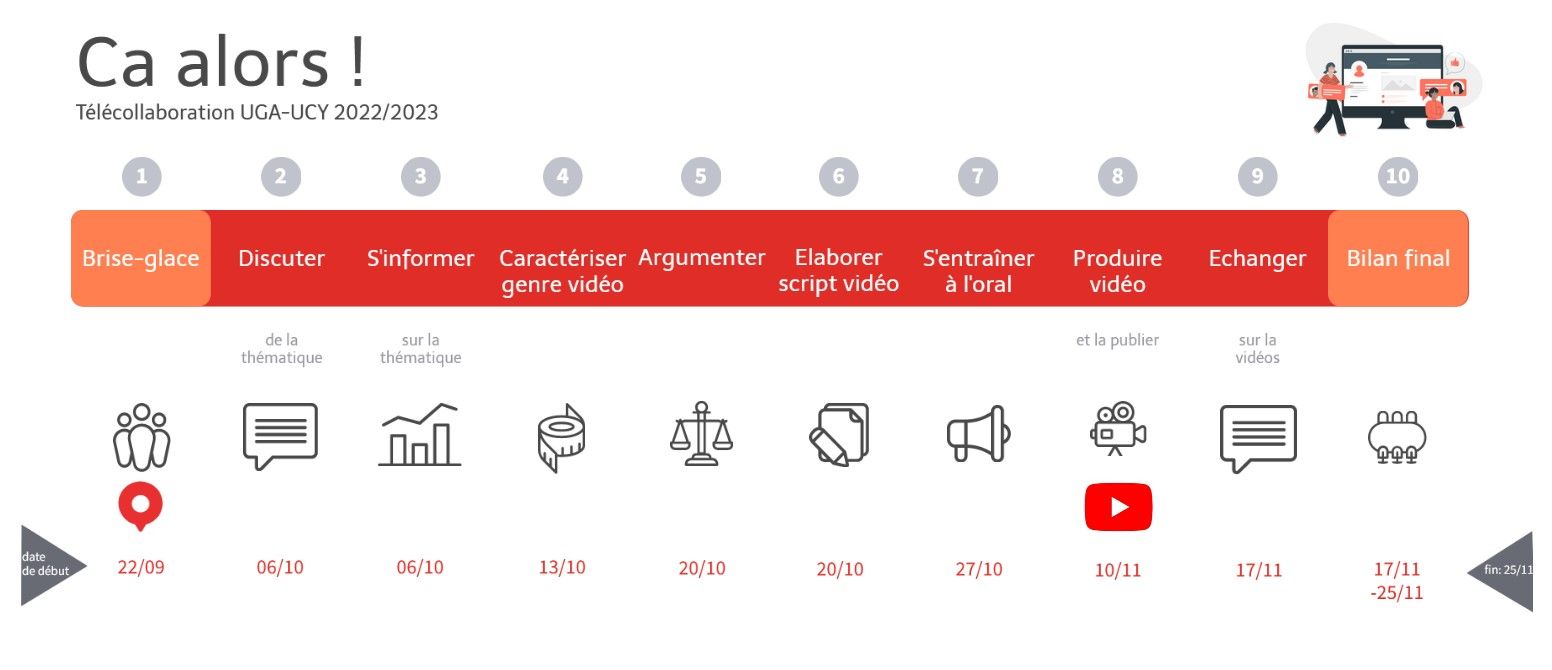 Ca alors !
Télécollaboration UGA-UCY 2022/2023
1 2 3 4 5 6 7 8 9 10
Brise-glace Discuter S'informer Caractériser Argumenter Elaborer S'entraîner Produire Echanger Bilan final
genre vidéo script vidéo à l'oral vidéo
de la sur la et la publier sur la
thématique thématique vidéos
date
de début
22/09 06/10 06/10 13/10 20/10 20/10 27/10 10/11 17/11 17/11
-25/11
fin: 25/11